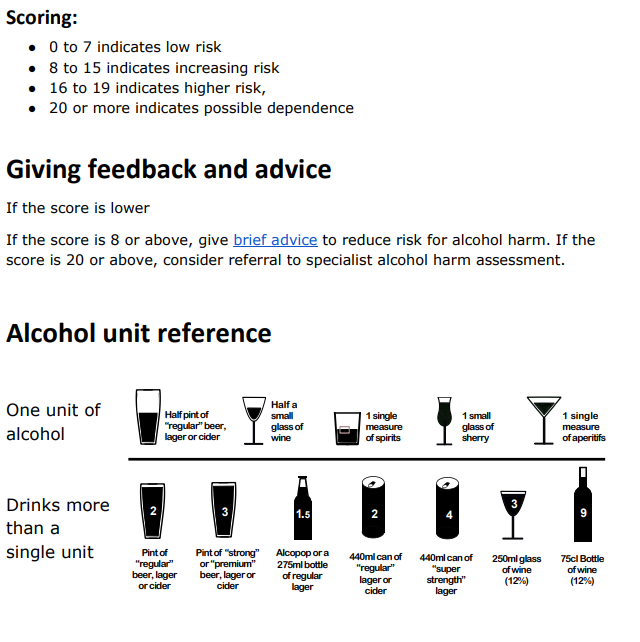 Scoring:
• 0 to 7 indicates low risk
• 8 to 15 indicates increasing risk
• 16 to 19 indicates higher risk,
• 20 or more indicates possible dependence
Giving feedback and advice
If the score is lower
If the score is 8 or above, give brief advice to reduce risk for alcohol harm. If the
score is 20 or above, consider referral to specialist alcohol harm assessment.
Alcohol unit reference
One unit of
alcohol
Half pint of
"regular" beer,
lager or cider
Half a
small
glass of
wine
1 single
measure
of spirits
1 small
glass of
sherry
1 single
measure
of aperitifs
Drinks more
than a
single unit
2
Pint of
"regular"
beer, lager
or cider
3
Pint of "strong"
or "premium"
beer, lager or
cider
1.5
Alcopop or a
275ml bottle
of regular
lager
2
440ml can of
"regular"
lager or
cider
4
440ml can of
"super
strength"
lager
3
250ml glass
of wine
(12%)
9
75cl Bottle
of wine
(12%)